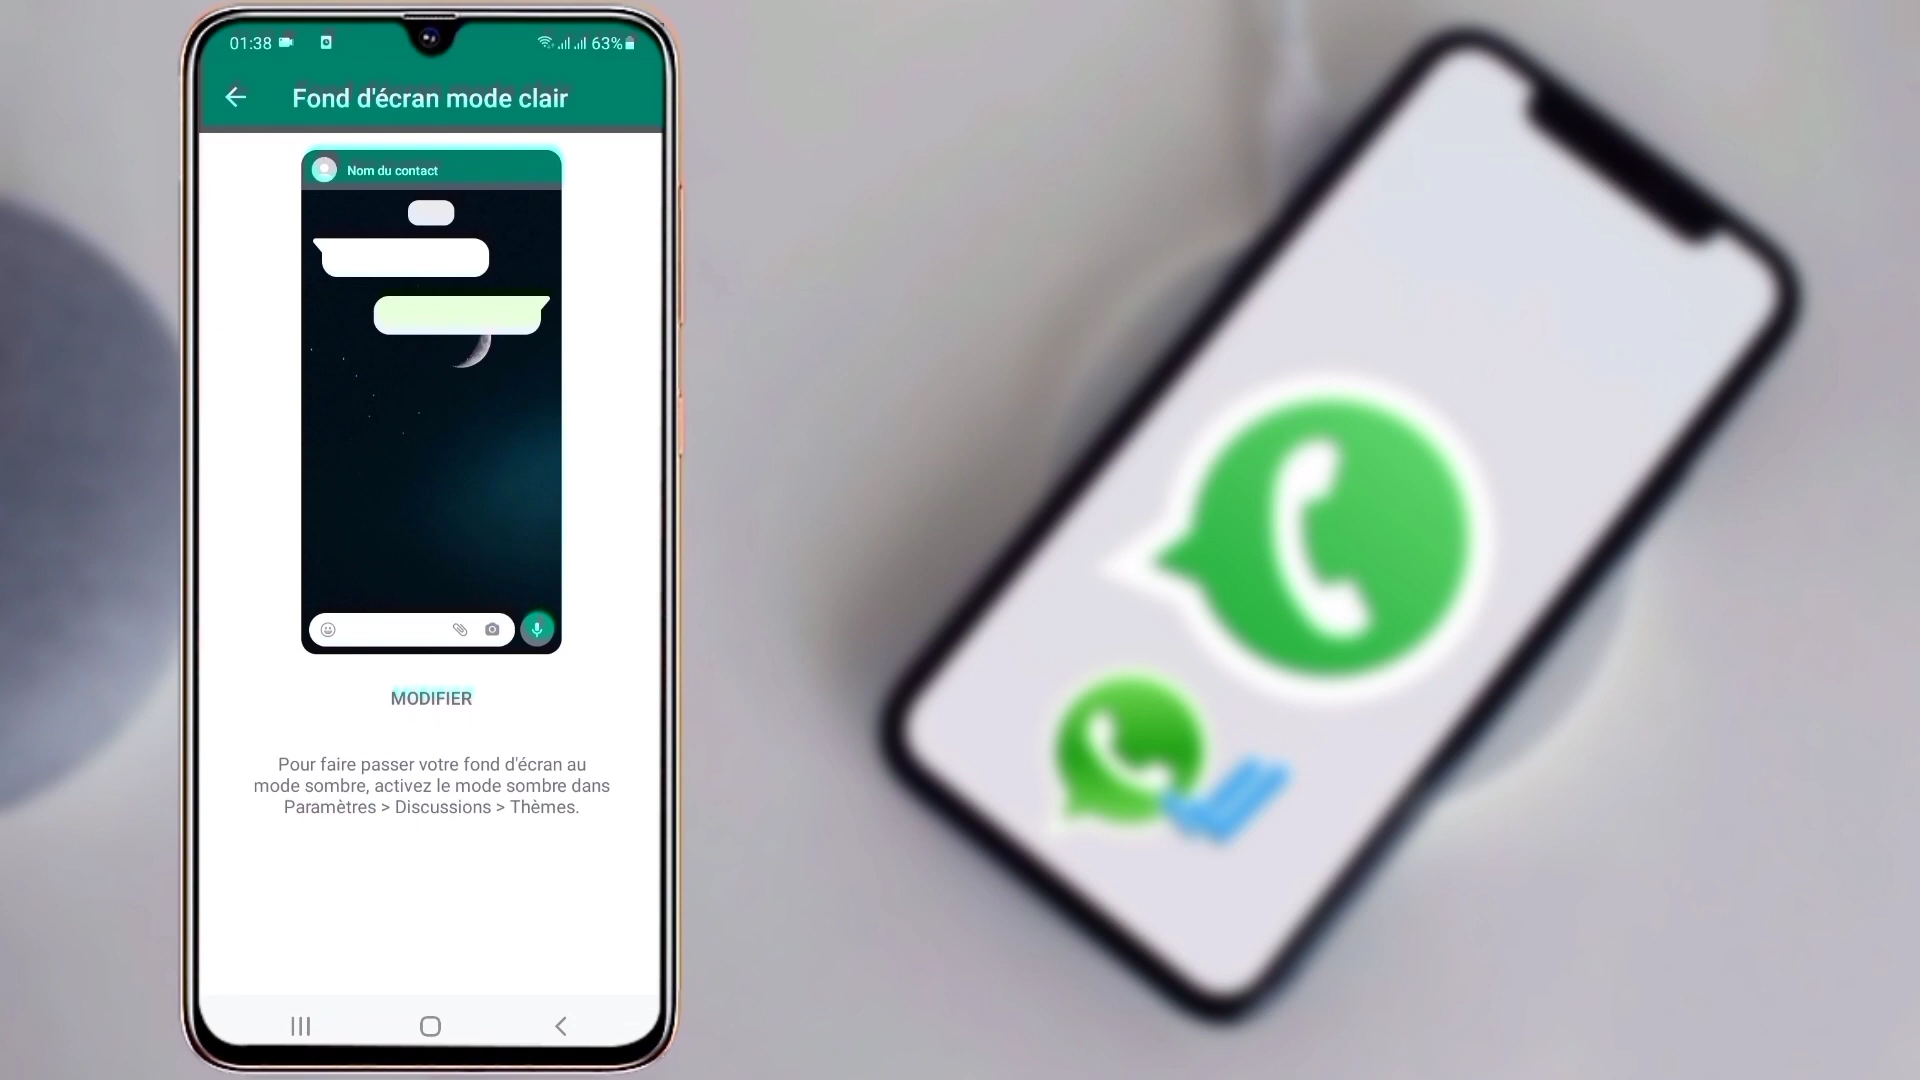 01:38
63%
Fond d'écran mode clair
Nom du contact
MODIFIER
Pour faire passer votre fond d'écran au
mode sombre, activez le mode sombre dans
Paramètres > Discussions > Thèmes.